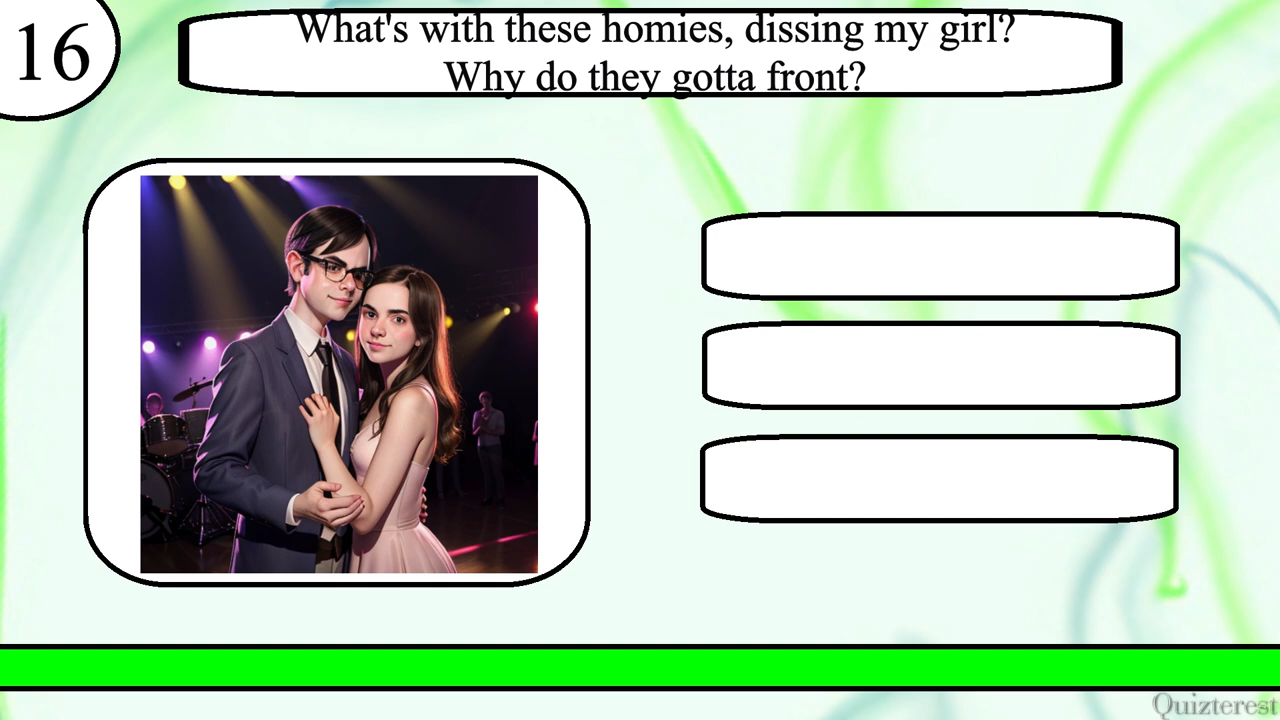 16
What's with these homies, dissing my girl?
Why do they gotta front?
Quizterest